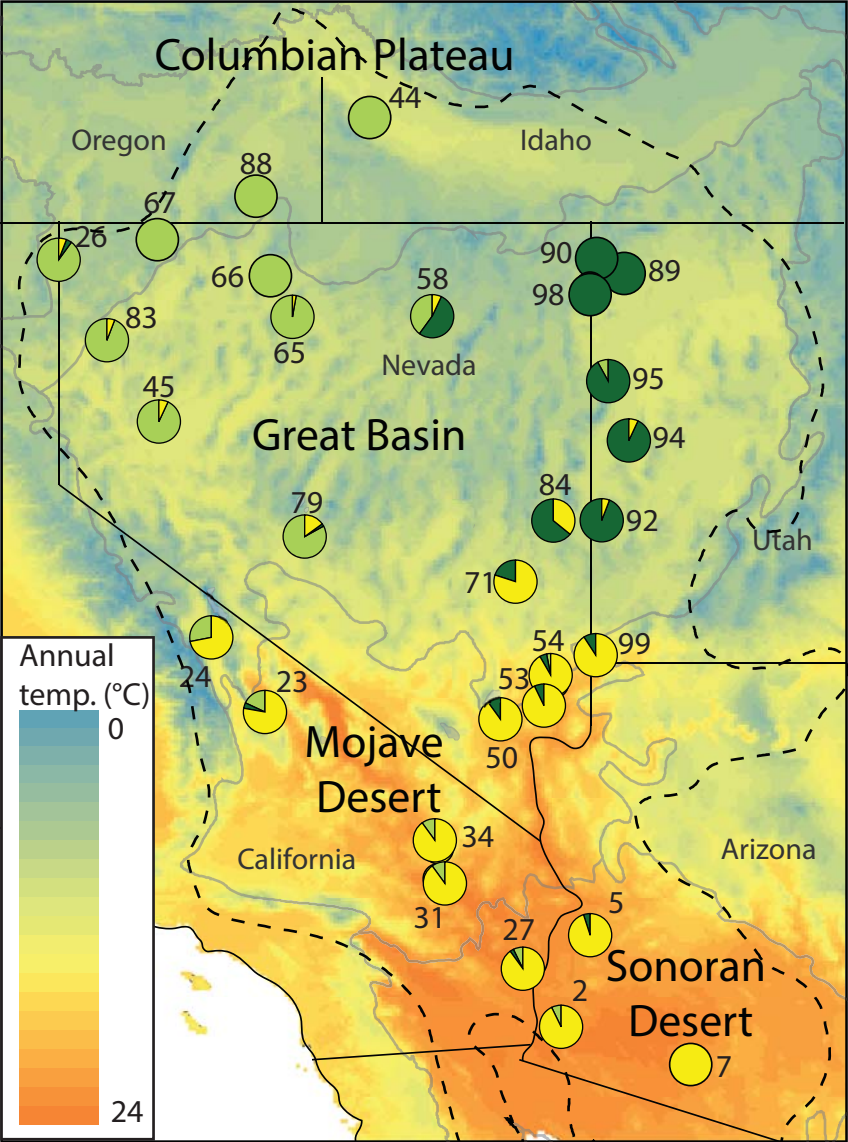 Columbian Plateau
44
Oregon
Idaho
88
67
26
90
89
66
58
98
83
65
Nevada
95
45
Great Basin
94
84
79
92
Utah
71
54
99
Annual
temp. (°C)
24
23
53
0
50
Mojave
Desert
34
California
Arizona
31
5
27
Sonoran
2
Desert
7
24